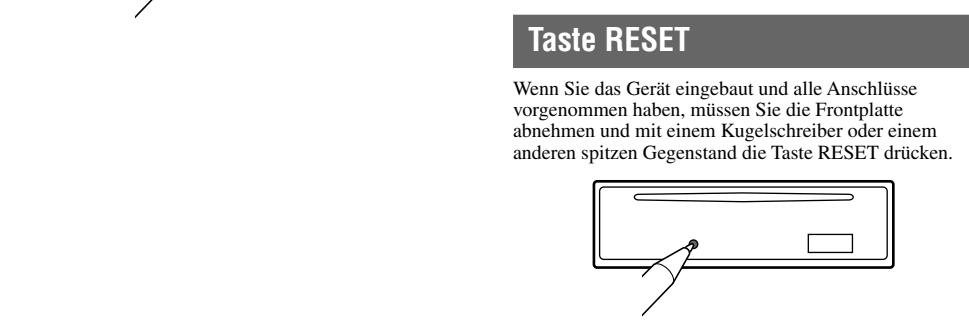 Taste RESET
Wenn Sie das Gerät eingebaut und alle Anschlüsse
vorgenommen haben, müssen Sie die Frontplatte
abnehmen und mit einem Kugelschreiber oder einem
anderen spitzen Gegenstand die Taste RESET drücken.